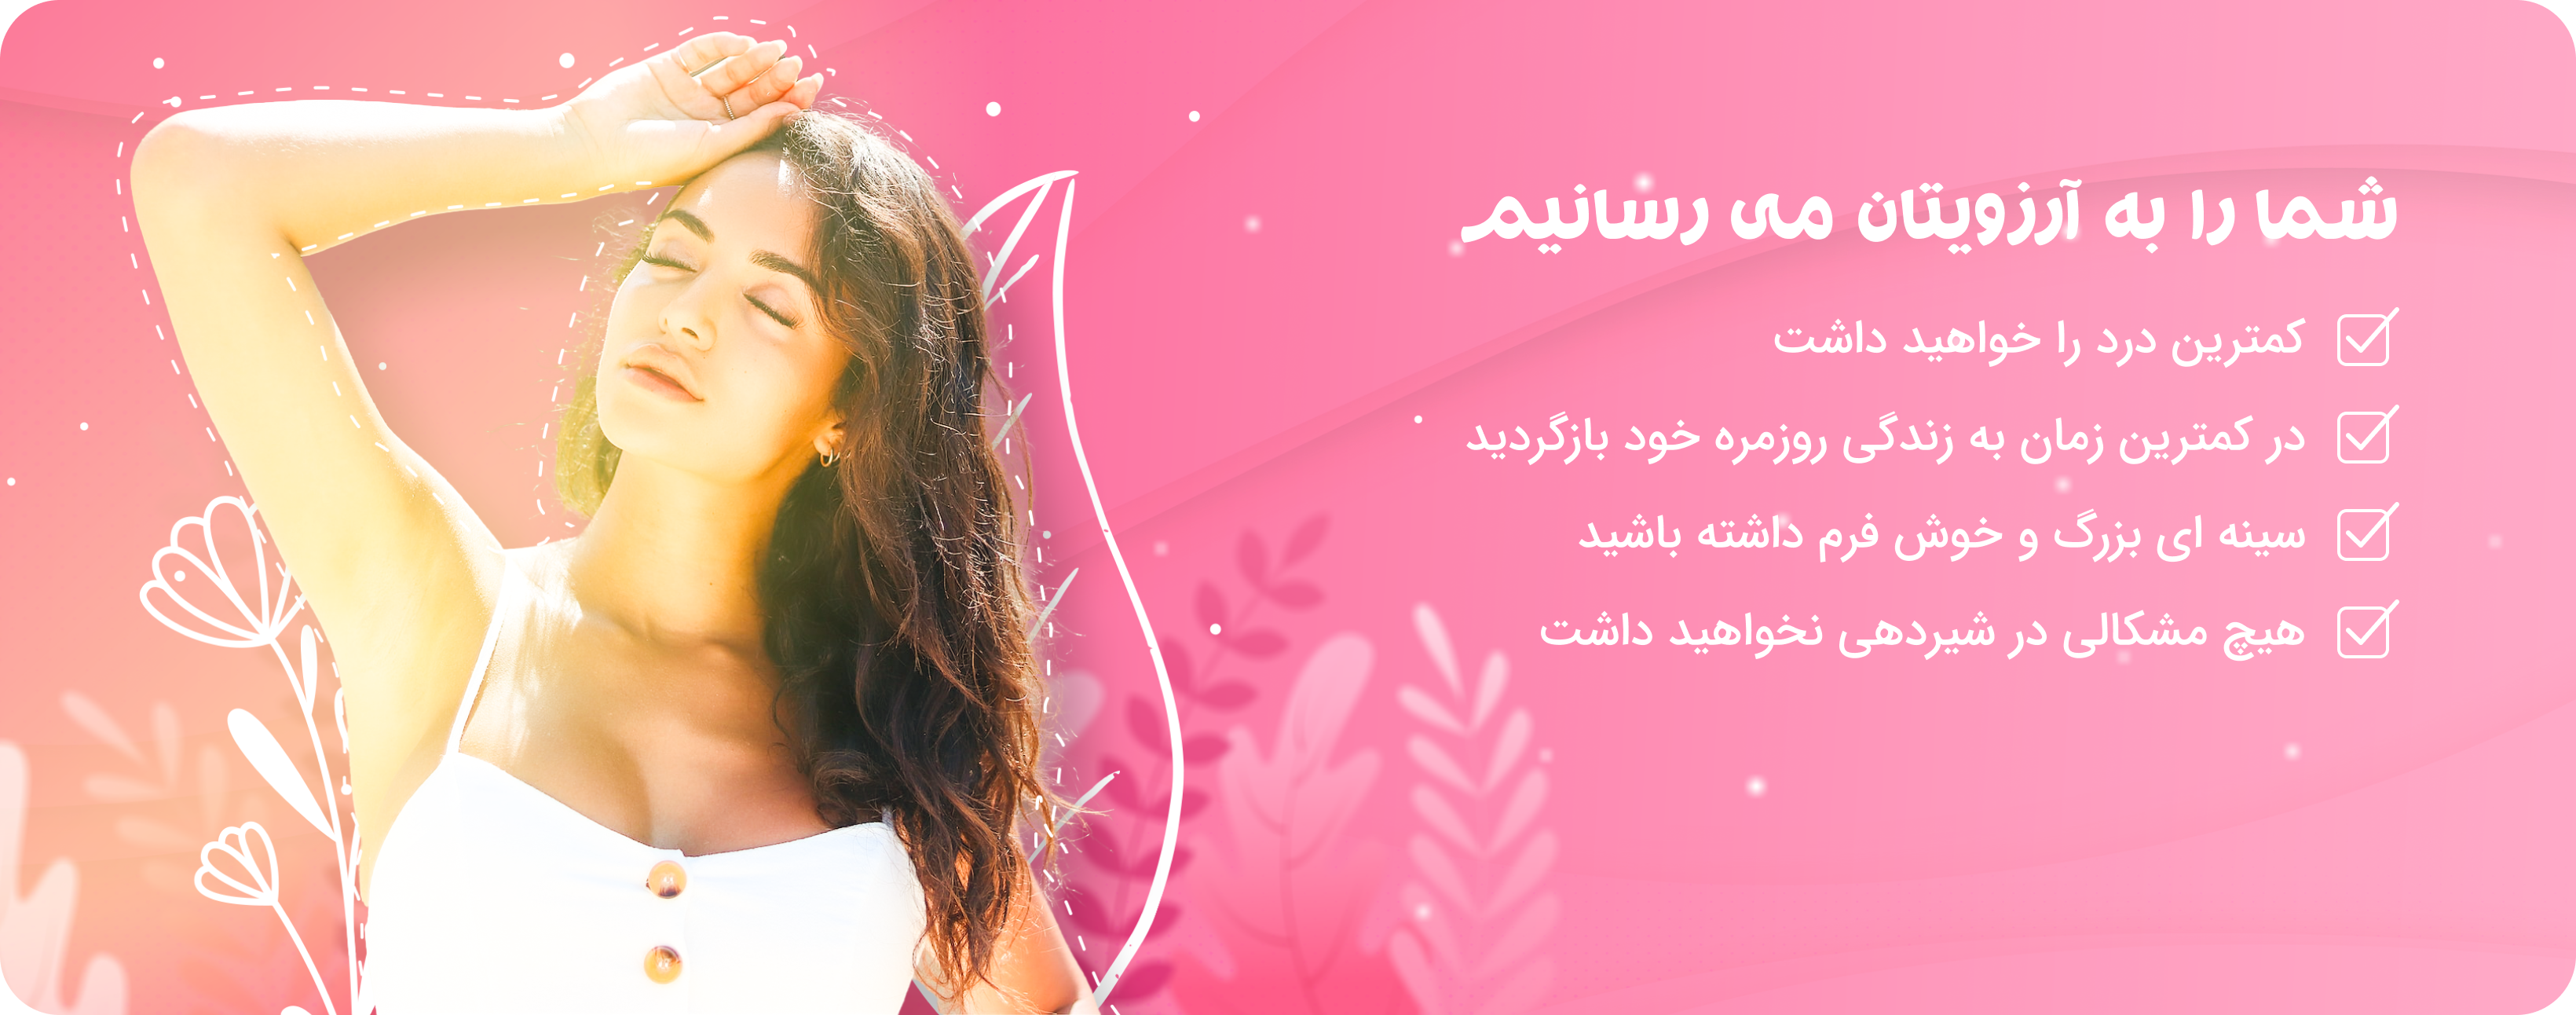 شما را به آرزویتان می رسانیم
کمترین درد را خواهید داشت
در کمترین زمان به زندگی روزمره خود بازگردید
سینه ای بزرگ و خوش فرم داشته باشید
هیچ مشکالی در شیردهی نخواهید داشت